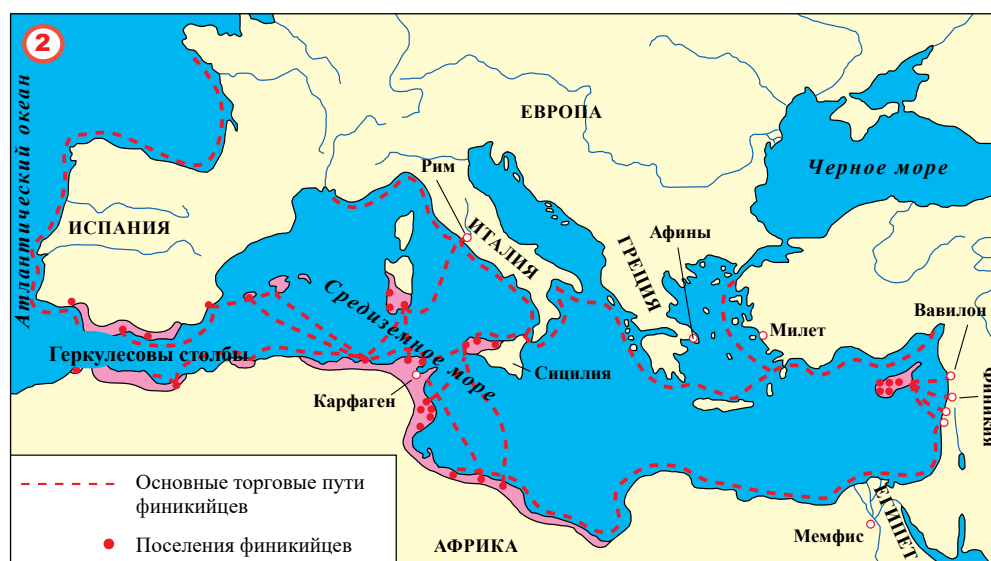 2
Атлантический океан
ЕВРОПА
Черное море
Рим
ИСПАНИЯ
ИТАЛИЯ
ГРЕЦИЯ
Афины
Вавилон
Средиземное море
Милет
Геркулесовы столбы
Сицилия
Финикия
Карфаген
Основные торговые пути
финикийцев
Поселения финикийцев
АФРИКА
Мемфис
ЕГИПЕТ